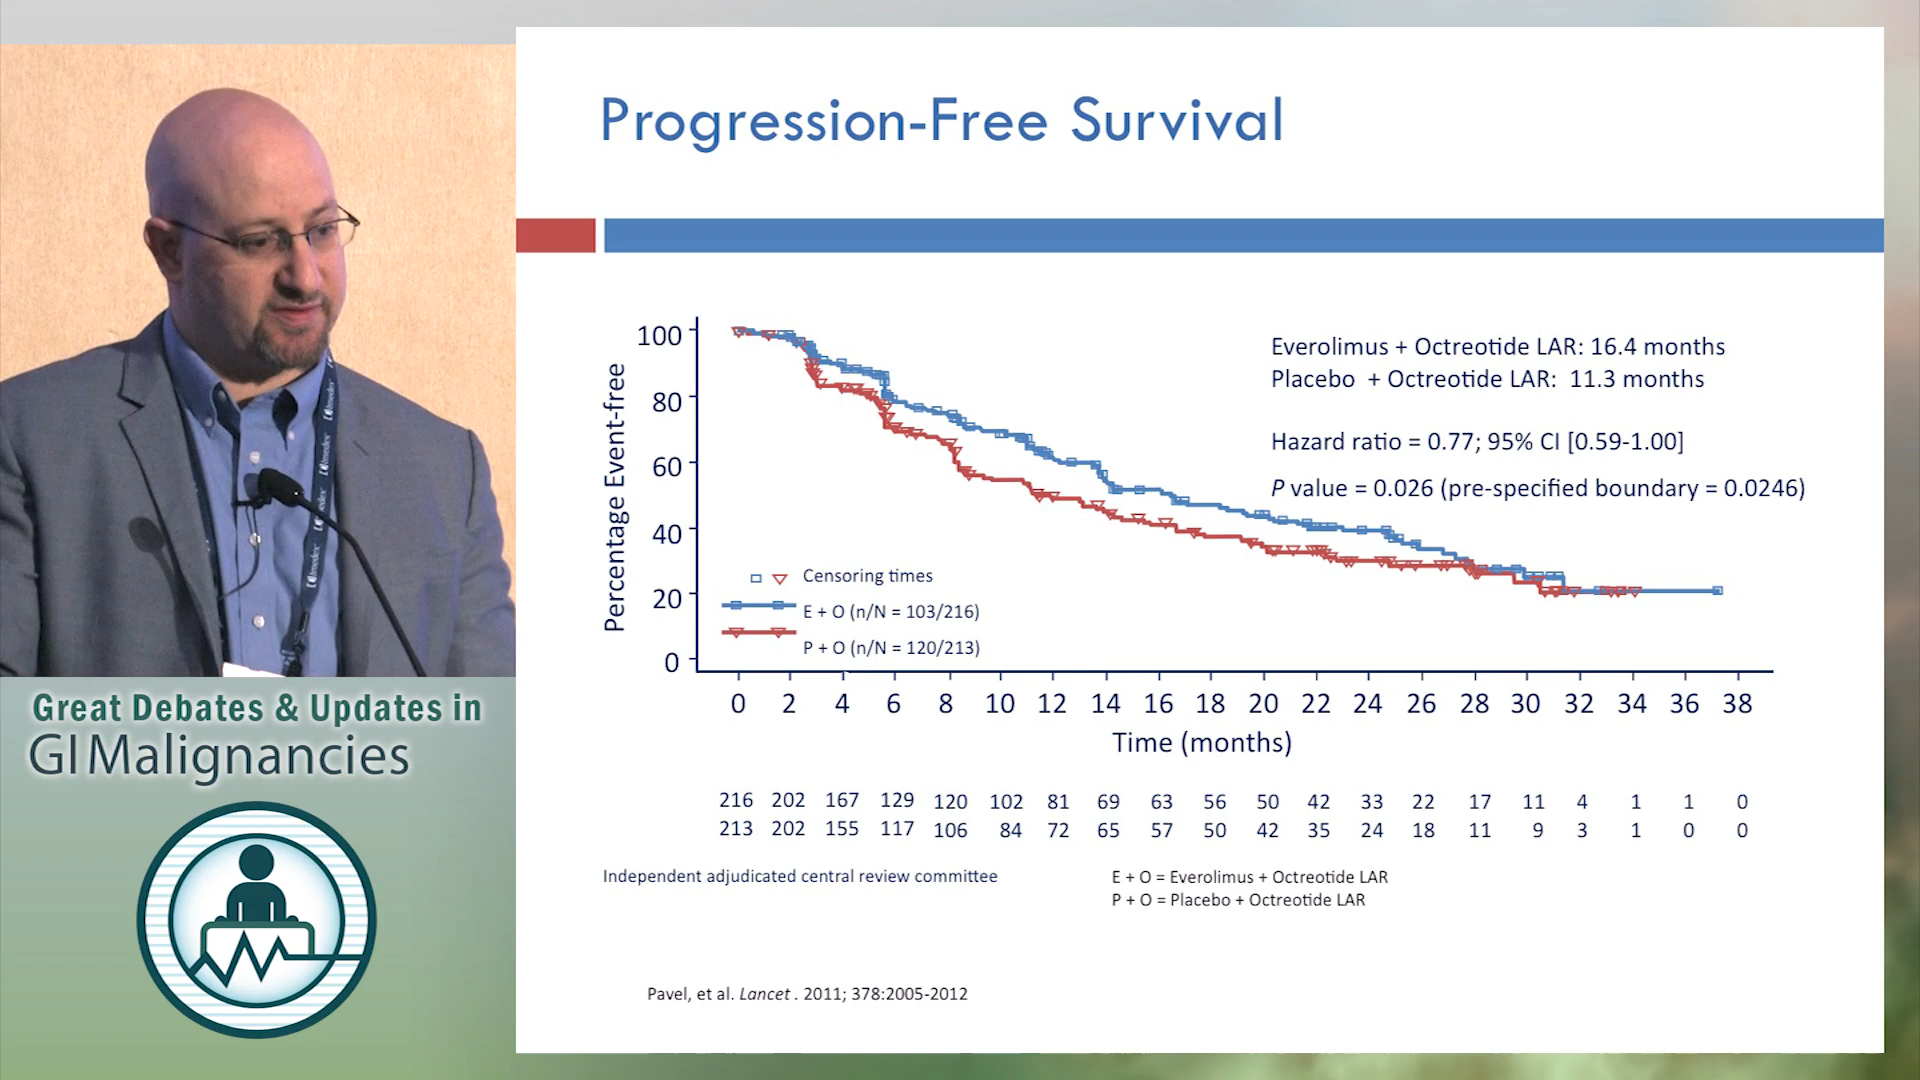 Progression-Free Survival
Everolimus + Octreotide LAR: 16.4 months
Placebo + Octreotide LAR: 11.3 months
Hazard ratio = 0.77; 95% CI [0.59-1.00]
P value = 0.026 (pre-specified boundary = 0.0246)
Percentage Event-free
100
80
60
40
20
0
Censoring times
E + O (n/N = 103/216)
P + O (n/N = 120/213)
0 2 4 6 8 10 12 14 16 18 20 22 24 26 28 30 32 34 36 38
Time (months)
216 202 167 129 120 102 81 69 63 56 50 42 33 22 17 11 4 1 1 0
213 202 155 117 106 84 72 65 57 50 42 35 24 18 11 9 3 1 0 0
Independent adjudicated central review committee
E + O = Everolimus + Octreotide LAR
P + O = Placebo + Octreotide LAR
Pavel, et al. Lancet . 2011; 378:2005-2012
Great Debates & Updates in
GI Malignancies